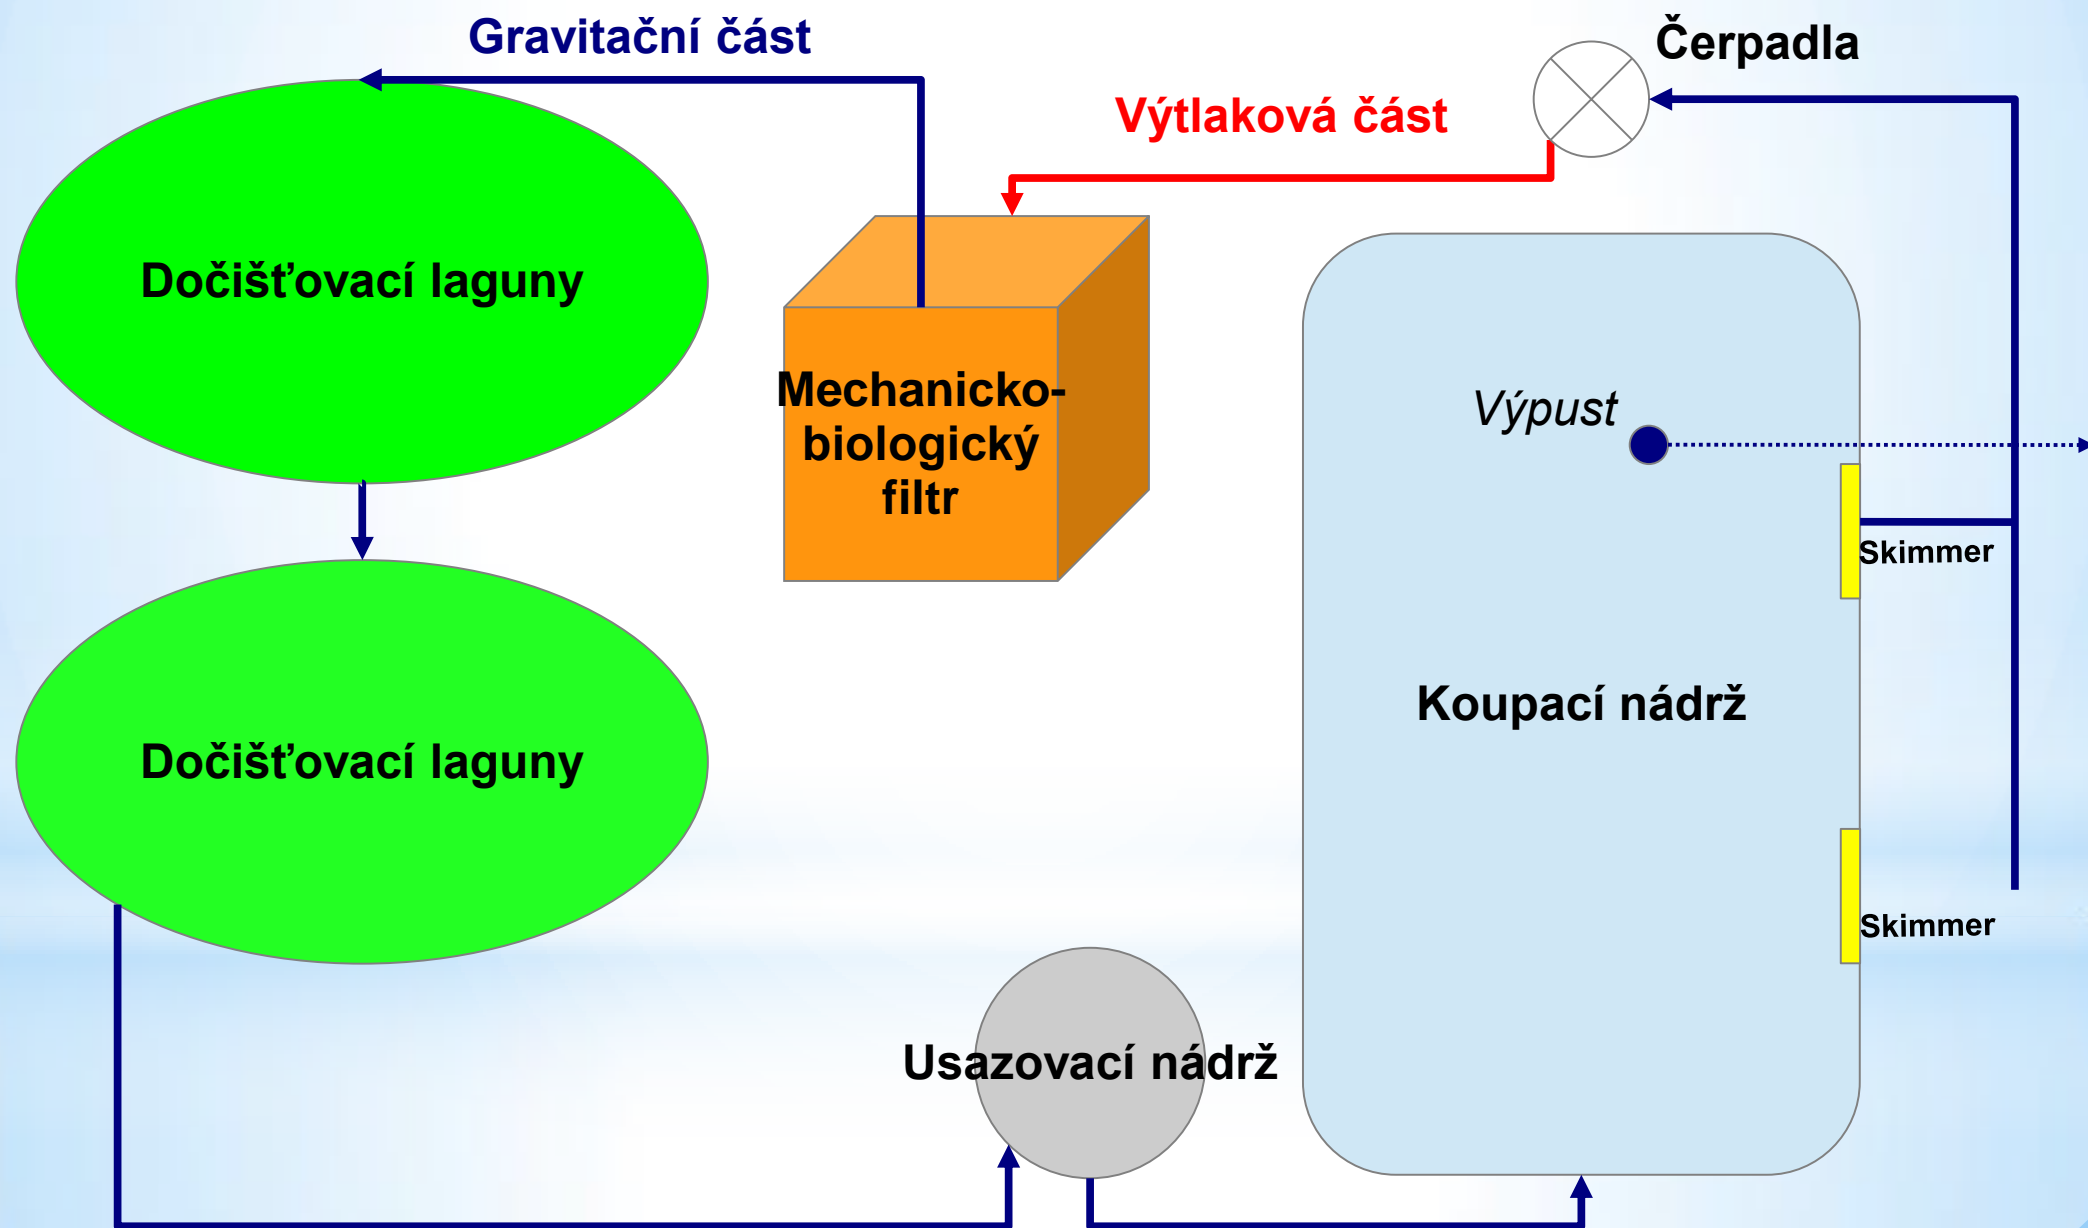 Gravitační část
Čerpadla
Výtlaková část
Dočišťovací laguny
Mechanicko-
biologický
filtr
Výpust
Skimmer
Koupací nádrž
Dočišťovací laguny
Skimmer
Usazovací nádrž